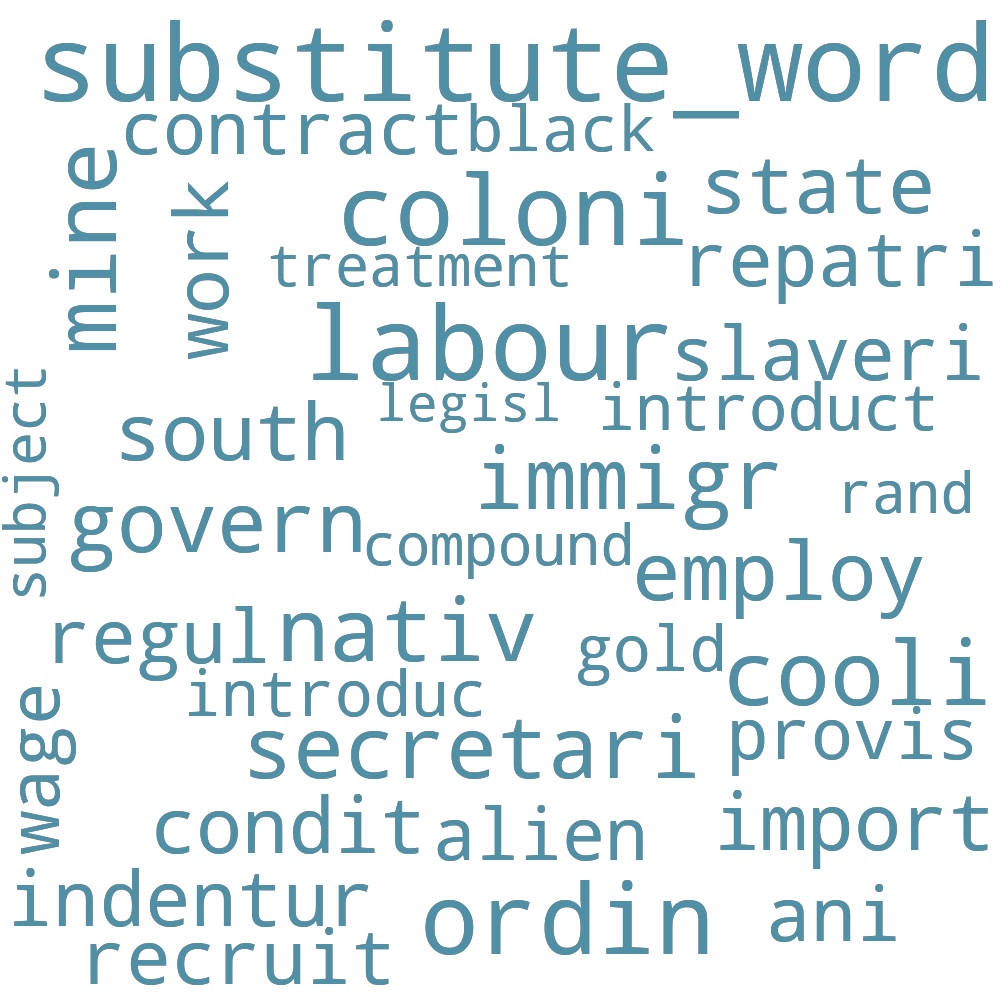 substitute_word
contract
black
mine
work
coloni
state
treatment
repatri
labour
slaveri
subject
south
legisl
introduct
immigr
rand
govern
compound
employ
regul
nativ
gold
cooli
introduc
wage
secretari
provis
condit
alien
import
indentur
ordin
ani
recruit